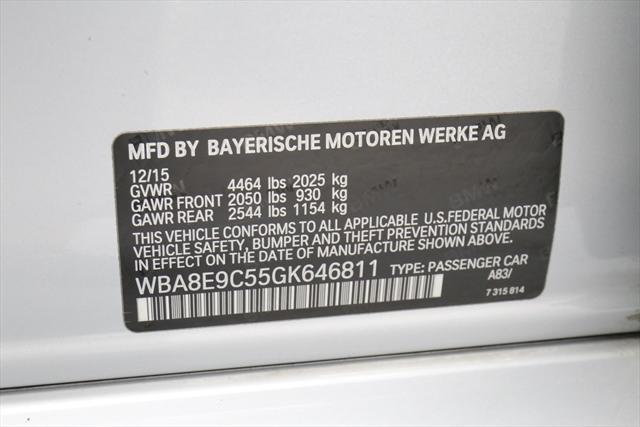 MFD BY BAYERISCHE MOTOREN WERKE AG
12/15
GVWR 4464 lbs 2025 kg
GAWR FRONT 2050 lbs 930 kg
GAWR REAR 2544 lbs 1154 kg
THIS VEHICLE CONFORMS TO ALL APPLICABLE U.S.FEDERAL MOTOR
VEHICLE SAFETY, BUMPER AND THEFT PREVENTION STANDARDS
IN EFFECT ON THE DATE OF MANUFACTURE SHOWN ABOVE.
WBA8E9C55GK646811 TYPE: PASSENGER CAR
A83/
7 315 814